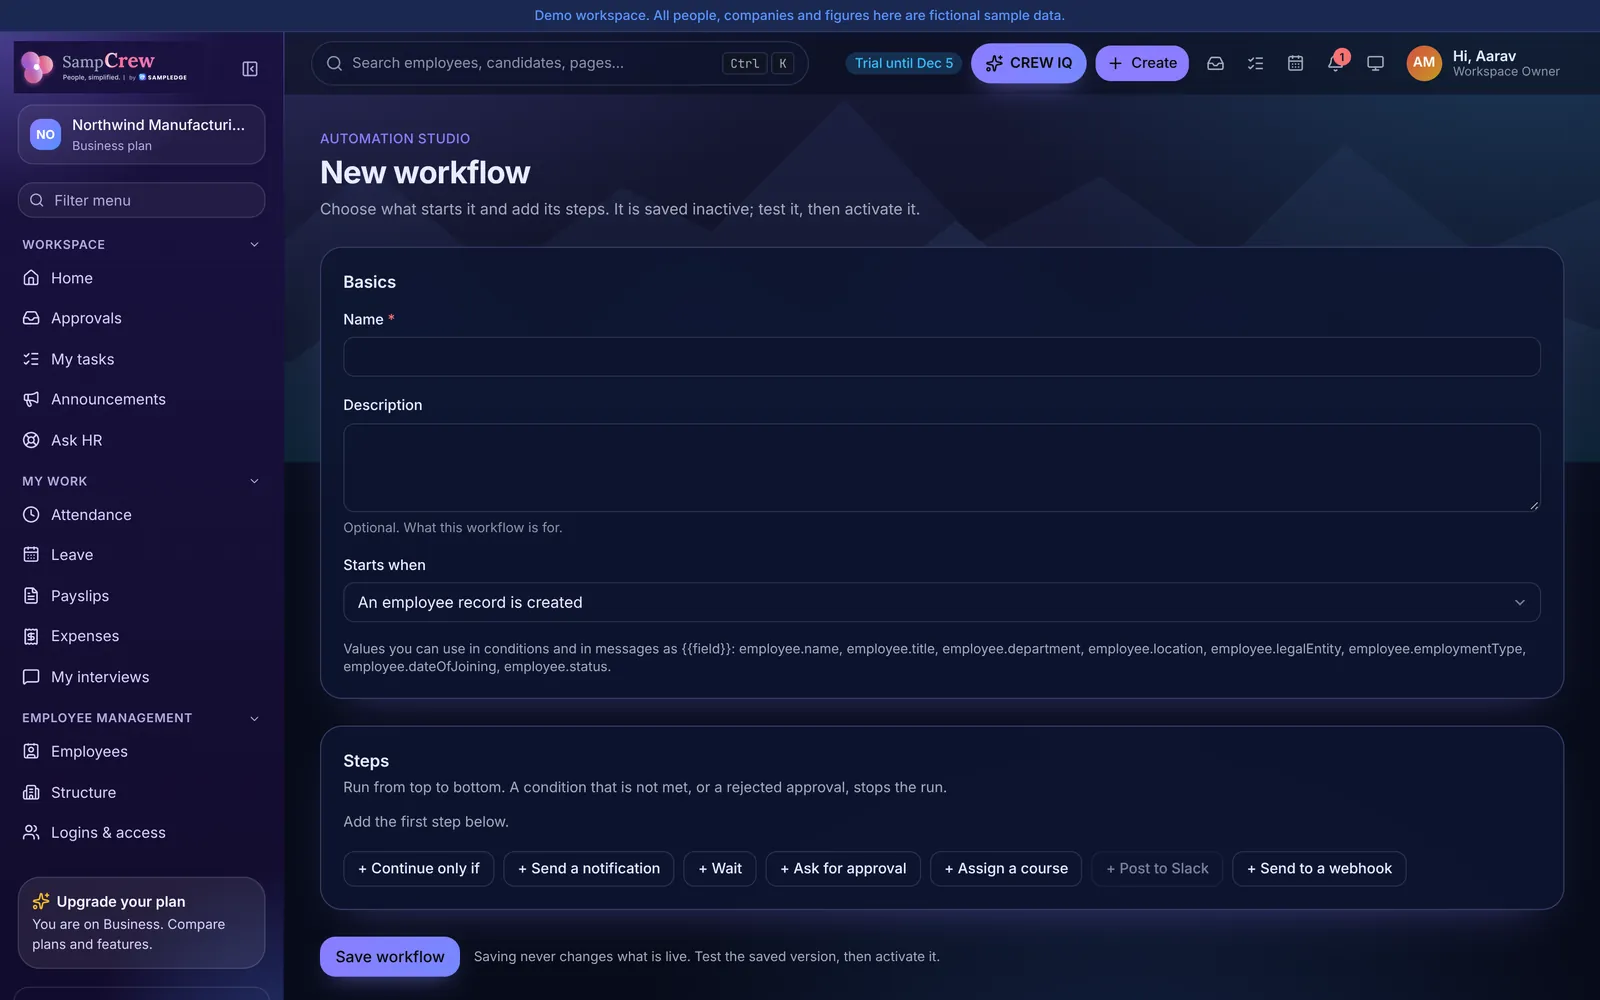 Demo workspace. All people, companies and figures here are fictional sample data.
SampCrew
People, simplified. | by SAMPLEDGE
Search employees, candidates, pages...
Ctrl
K
Trial until Dec 5
CREW IQ
+ Create
1
AM
Hi, Aarav
Workspace Owner
NO
Northwind Manufacturi...
Business plan
Filter menu
WORKSPACE
Home
Approvals
My tasks
Announcements
Ask HR
MY WORK
Attendance
Leave
Payslips
Expenses
My interviews
EMPLOYEE MANAGEMENT
Employees
Structure
Logins & access
Upgrade your plan
You are on Business. Compare
plans and features.
AUTOMATION STUDIO
New workflow
Choose what starts it and add its steps. It is saved inactive; test it, then activate it.
Basics
Name *
Description
Optional. What this workflow is for.
Starts when
An employee record is created
Values you can use in conditions and in messages as {{field}}: employee.name, employee.title, employee.department, employee.location, employee.legalEntity, employee.employmentType,
employee.dateOfJoining, employee.status.
Steps
Run from top to bottom. A condition that is not met, or a rejected approval, stops the run.
Add the first step below.
+ Continue only if
+ Send a notification
+ Wait
+ Ask for approval
+ Assign a course
+ Post to Slack
+ Send to a webhook
Save workflow
Saving never changes what is live. Test the saved version, then activate it.